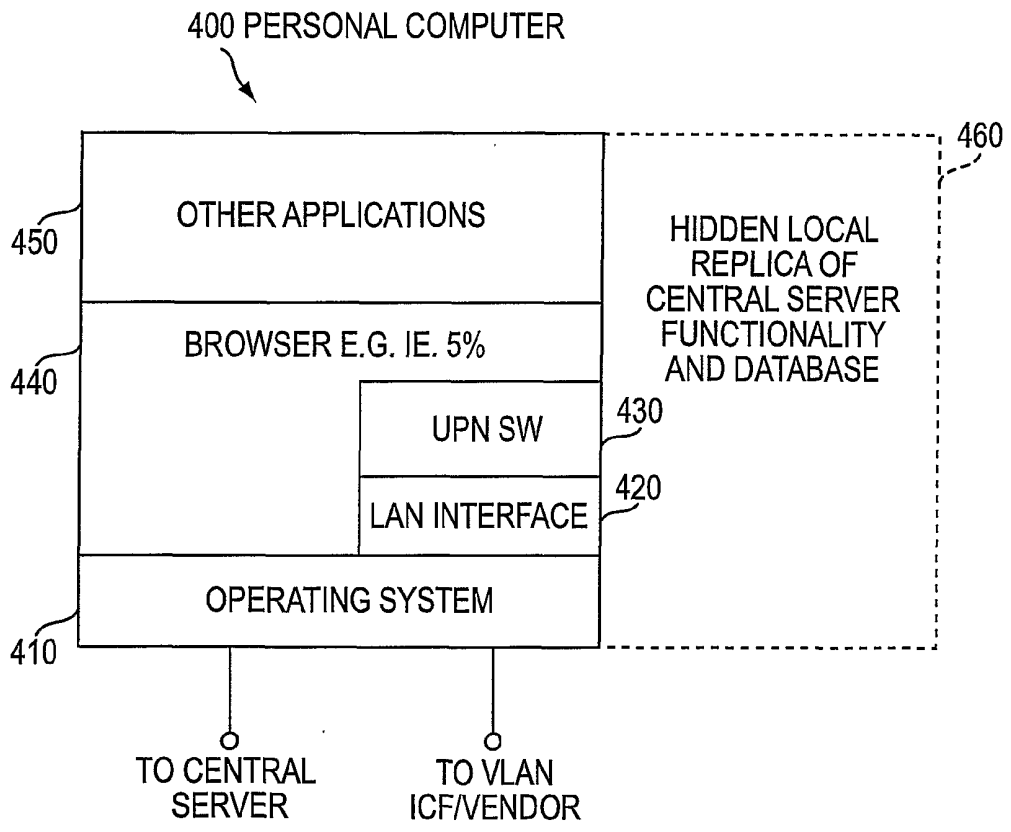 400 PERSONAL COMPUTER
460
OTHER APPLICATIONS
450
HIDDEN LOCAL
REPLICA OF
CENTRAL SERVER
FUNCTIONALITY
AND DATABASE
BROWSER E.G. IE. 5%
440
UPN SW
430
LAN INTERFACE
420
OPERATING SYSTEM
410
TO CENTRAL
SERVER
TO VLAN
ICF/VENDOR